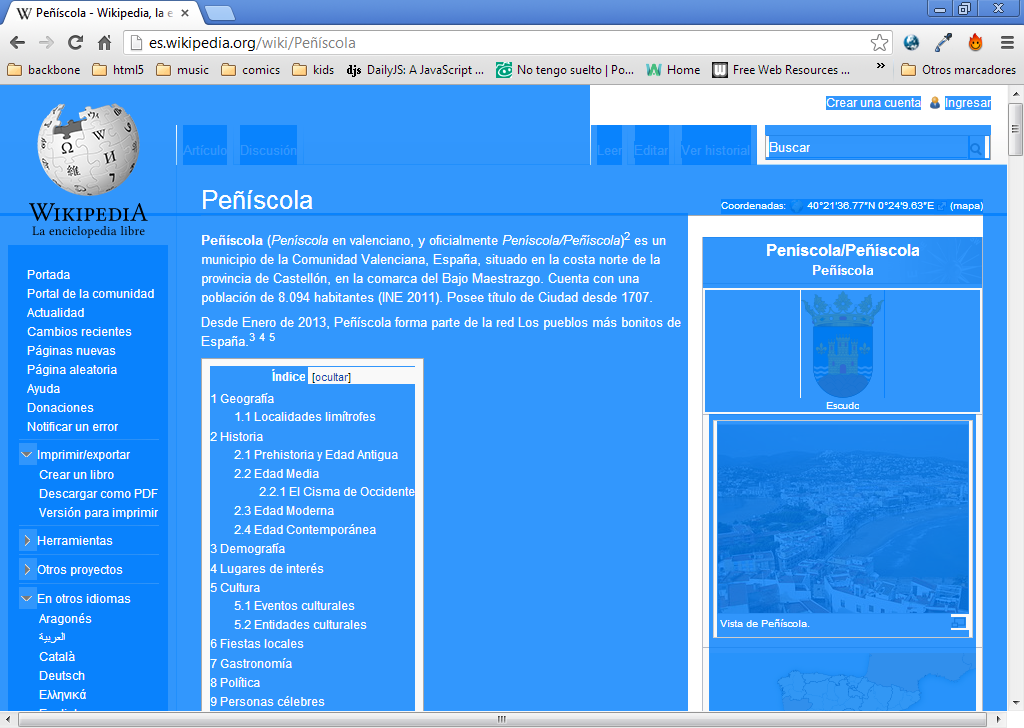 Peñíscola - Wikipedia, la e
es.wikipedia.org/wiki/Peñíscola
backbone html5 music comics kids djs DailyJS: A JavaScript ... No tengo suelto | Po... Home Free Web Resources ... » Otros marcadores
Crear una cuenta Ingresar
Artículo Discusión Leer Editar Ver historial Buscar
WIKIPEDIA
La enciclopedia libre
Portada
Portal de la comunidad
Actualidad
Cambios recientes
Páginas nuevas
Página aleatoria
Ayuda
Donaciones
Notificar un error
Imprimir/exportar
Crear un libro
Descargar como PDF
Versión para imprimir
Herramientas
Otros proyectos
En otros idiomas
Aragonés
العربية
Català
Deutsch
Ελληνικά
Peñíscola
Coordenadas: 40°21′36.77″N 0°24′9.63″E (mapa)
Peñíscola (Peníscola en valenciano, y oficialmente Peníscola/Peñíscola)2 es un
municipio de la Comunidad Valenciana, España, situado en la costa norte de la
provincia de Castellón, en la comarca del Bajo Maestrazgo. Cuenta con una
población de 8.094 habitantes (INE 2011). Posee título de Ciudad desde 1707.
Desde Enero de 2013, Peñíscola forma parte de la red Los pueblos más bonitos de
España.3 4 5
Índice [ocultar]
1 Geografía
1.1 Localidades limítrofes
2 Historia
2.1 Prehistoria y Edad Antigua
2.2 Edad Media
2.2.1 El Cisma de Occidente
2.3 Edad Moderna
2.4 Edad Contemporánea
3 Demografía
4 Lugares de interés
5 Cultura
5.1 Eventos culturales
5.2 Entidades culturales
6 Fiestas locales
7 Gastronomía
8 Política
9 Personas célebres
Peníscola/Peñíscola
Peñíscola
Escudo
Vista de Peñíscola.